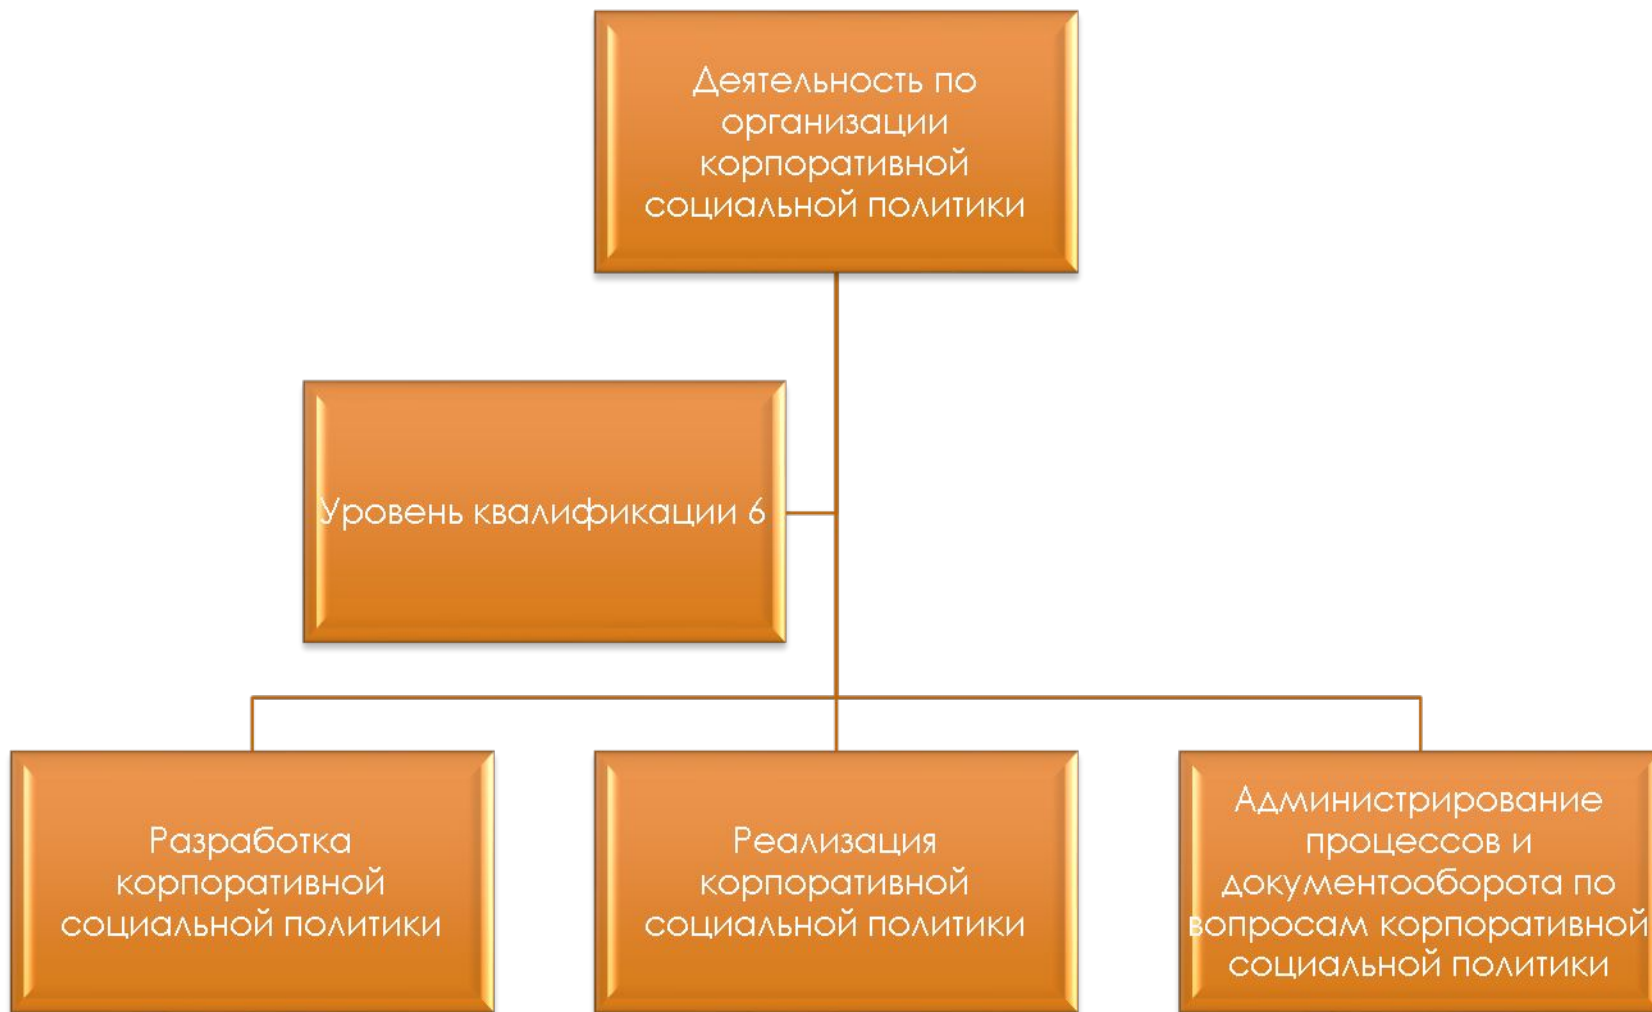 Деятельность по
организации
корпоративной
социальной политики
Уровень квалификации 6
Разработка
корпоративной
социальной политики
Реализация
корпоративной
социальной политики
Администрирование
процессов и
документооборота по
вопросам корпоративной
социальной политики